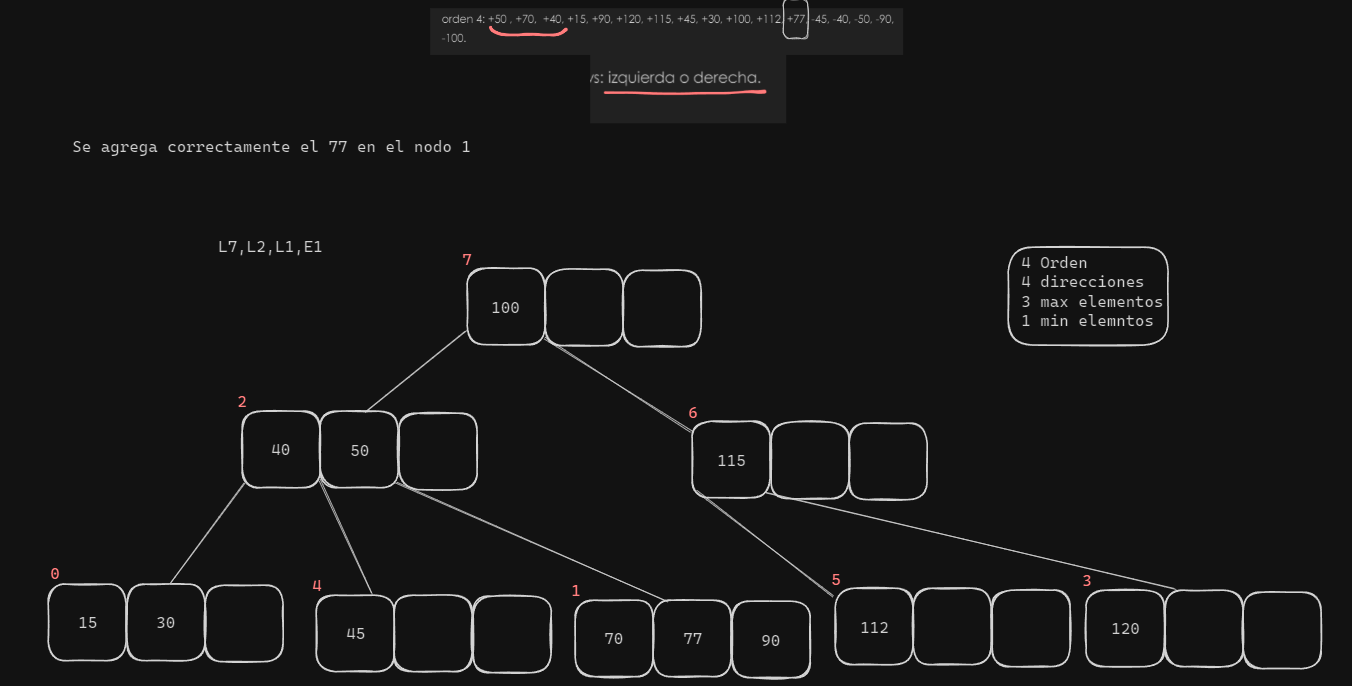 orden 4: +50 , +70, +40, +15, +90, +120, +115, +45, +30, +100, +112, +77, -45, -40, -50, -90,
-100.
vs: izquierda o derecha.
Se agrega correctamente el 77 en el nodo 1
L7,L2,L1,E1
4 Orden
4 direcciones
3 max elementos
1 min elemntos
7
100
2
40 50
6
115
0
15 30
4
45
1
70 77 90
5
112
3
120